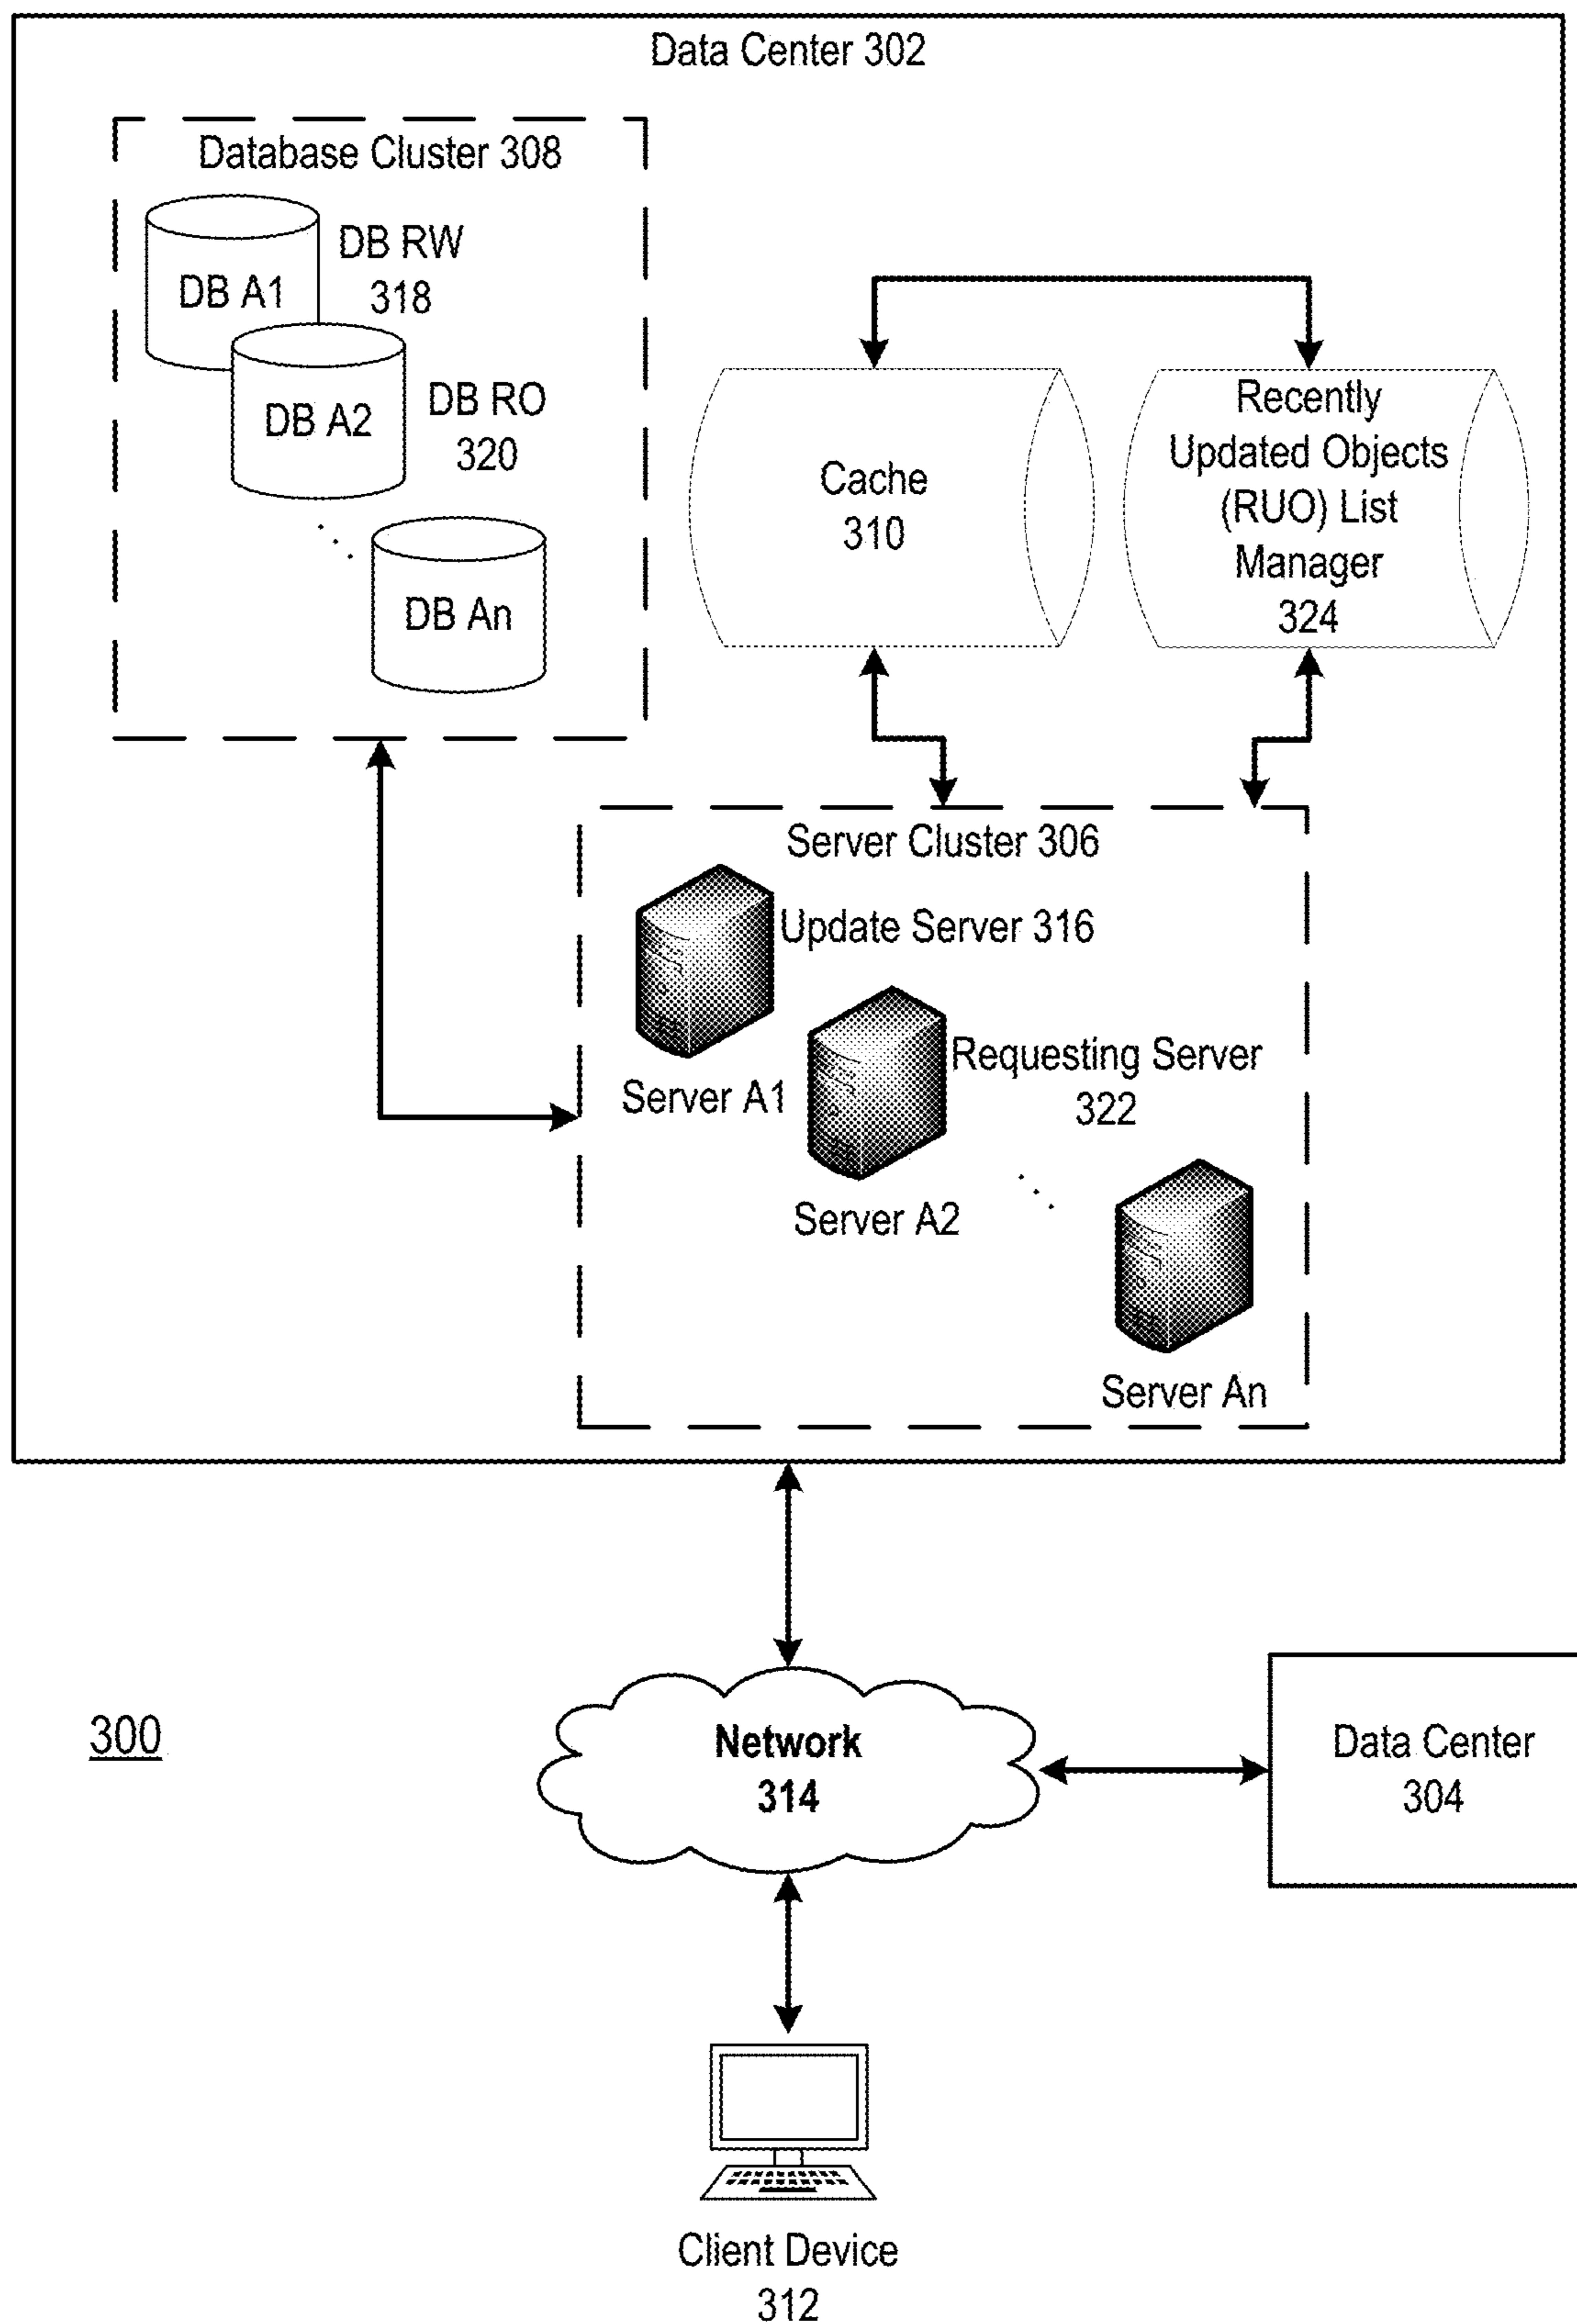 Data Center 302
Database Cluster 308
DB RW
318
DB A1
DB RO
320
DB A2
DB An
Cache
310
Recently
Updated Objects
(RUO) List
Manager
324
Server Cluster 306
Update Server 316
Server A1
Requesting Server
322
Server A2
Server An
300
Network
314
Data Center
304
Client Device
312